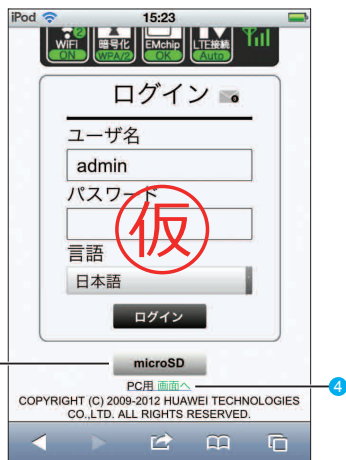 iPod 15:23
2
WiFi 暗号化 EMchip LTE接続
ON WPA/2 OK Auto
ログイン
ユーザ名
admin
パスワード
仮
言語
日本語
ログイン
microSD
PC用 画面へ
4
COPYRIGHT (C) 2009-2012 HUAWEI TECHNOLOGIES
CO.,LTD. ALL RIGHTS RESERVED.